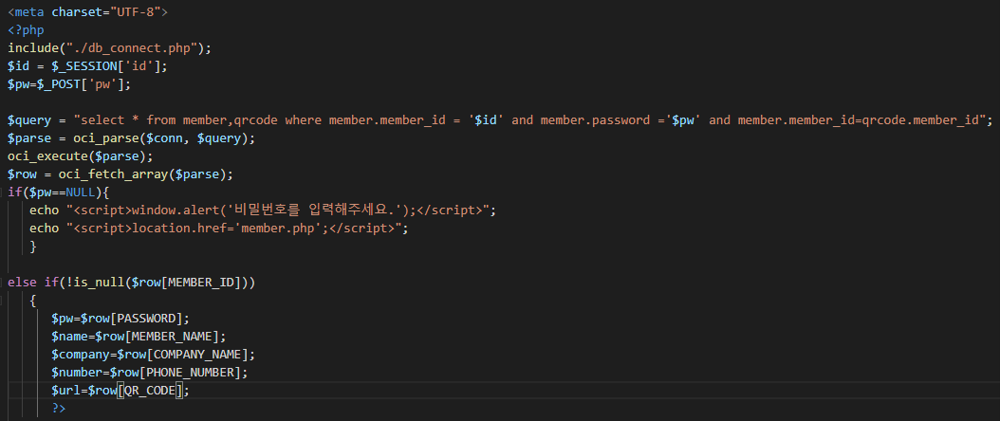 <meta charset="UTF-8">
<?php
include("./db_connect.php");
$id = $_SESSION['id'];
$pw=$_POST['pw'];
$query = "select * from member,qrcode where member.member_id = '$id' and member.password ='$pw' and member.member_id=qrcode.member_id";
$parse = oci_parse($conn, $query);
oci_execute($parse);
$row = oci_fetch_array($parse);
if($pw==NULL){
echo "<script>window.alert('비밀번호를 입력해주세요.');</script>";
echo "<script>location.href='member.php';</script>";
}
else if(!is_null($row[MEMBER_ID]))
{
$pw=$row[PASSWORD];
$name=$row[MEMBER_NAME];
$company=$row[COMPANY_NAME];
$number=$row[PHONE_NUMBER];
$url=$row[QR_CODE];
?>